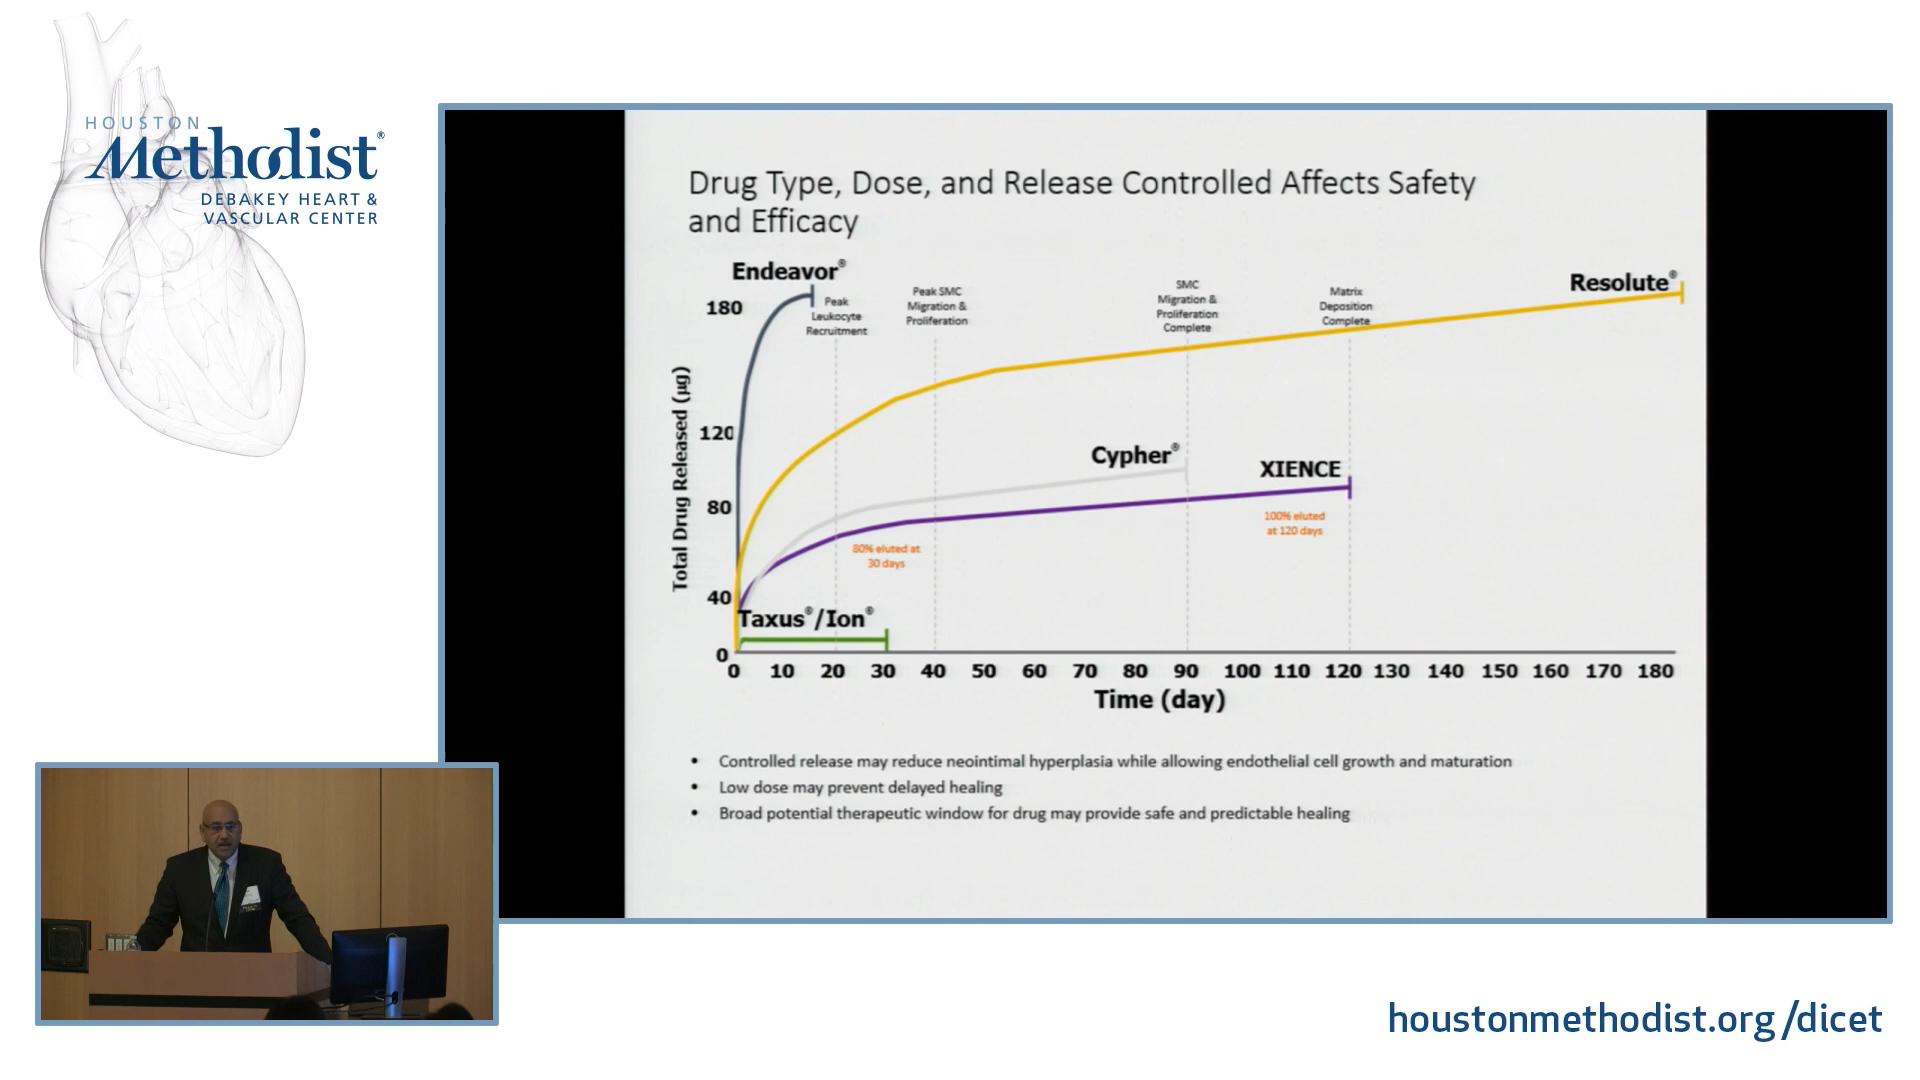 HOUSTON
Methodist®
DEBAKEY HEART &
VASCULAR CENTER
Drug Type, Dose, and Release Controlled Affects Safety
and Efficacy
Endeavor®
Resolute®
Peak
Leukocyte
Recruitment
Peak SMC
Migration &
Proliferation
SMC
Migration &
Proliferation
Complete
Matrix
Deposition
Complete
Cypher®
XIENCE
100% eluted
at 120 days
80% eluted at
30 days
Taxus®/Ion®
Total Drug Released (µg)
180
120
80
40
0
0 10 20 30 40 50 60 70 80 90 100 110 120 130 140 150 160 170 180
Time (day)
• Controlled release may reduce neointimal hyperplasia while allowing endothelial cell growth and maturation
• Low dose may prevent delayed healing
• Broad potential therapeutic window for drug may provide safe and predictable healing
houstonmethodist.org/dicet